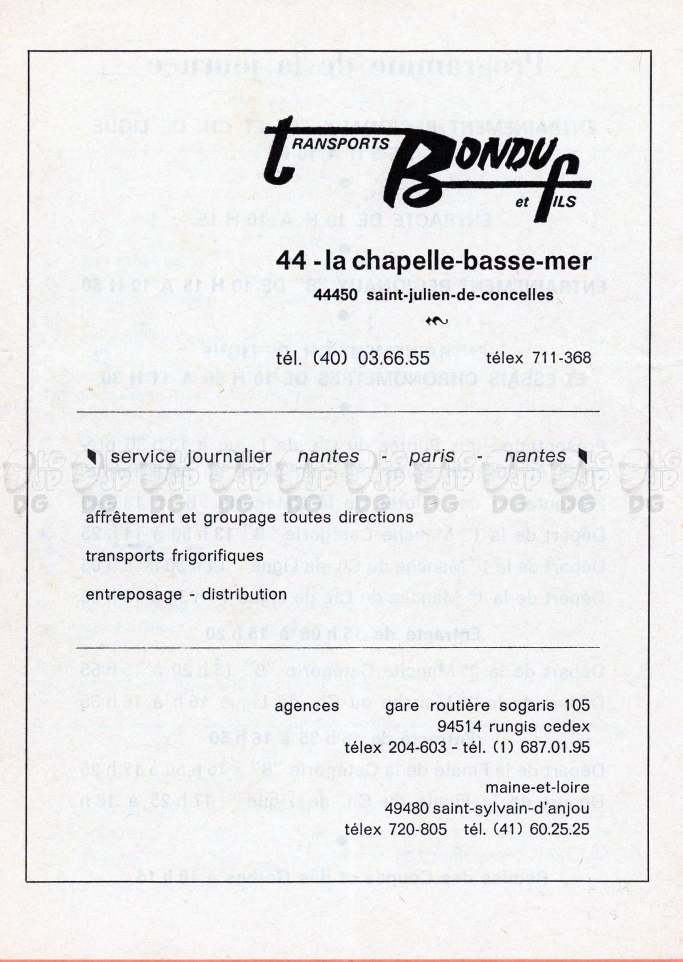 TRANSPORTS BONDU et FILS
44 - la chapelle-basse-mer
44450 saint-julien-de-concelles
tél. (40) 03.66.55 télex 711-368
service journalier nantes - paris - nantes
affrêtement et groupage toutes directions
transports frigorifiques
entreposage - distribution
agences gare routière sogaris 105
94514 rungis cedex
télex 204-603 - tél. (1) 687.01.95
maine-et-loire
49480 saint-sylvain-d'anjou
télex 720-805 tél. (41) 60.25.25